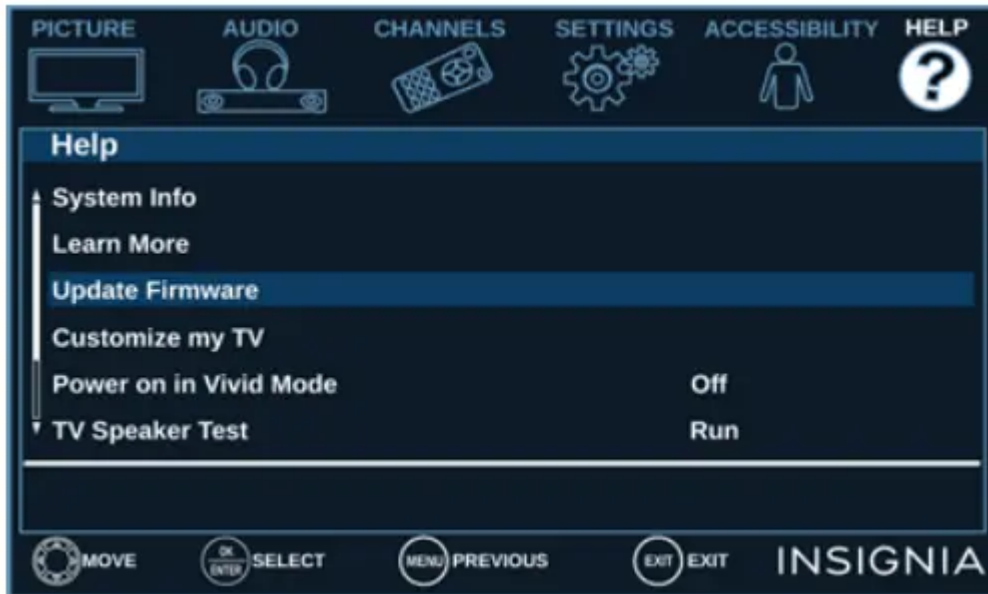 PICTURE AUDIO CHANNELS SETTINGS ACCESSIBILITY HELP
?
Help
System Info
Learn More
Update Firmware
Customize my TV
Power on in Vivid Mode Off
TV Speaker Test Run
MOVE OK ENTER SELECT MENU PREVIOUS EXIT EXIT INSIGNIA